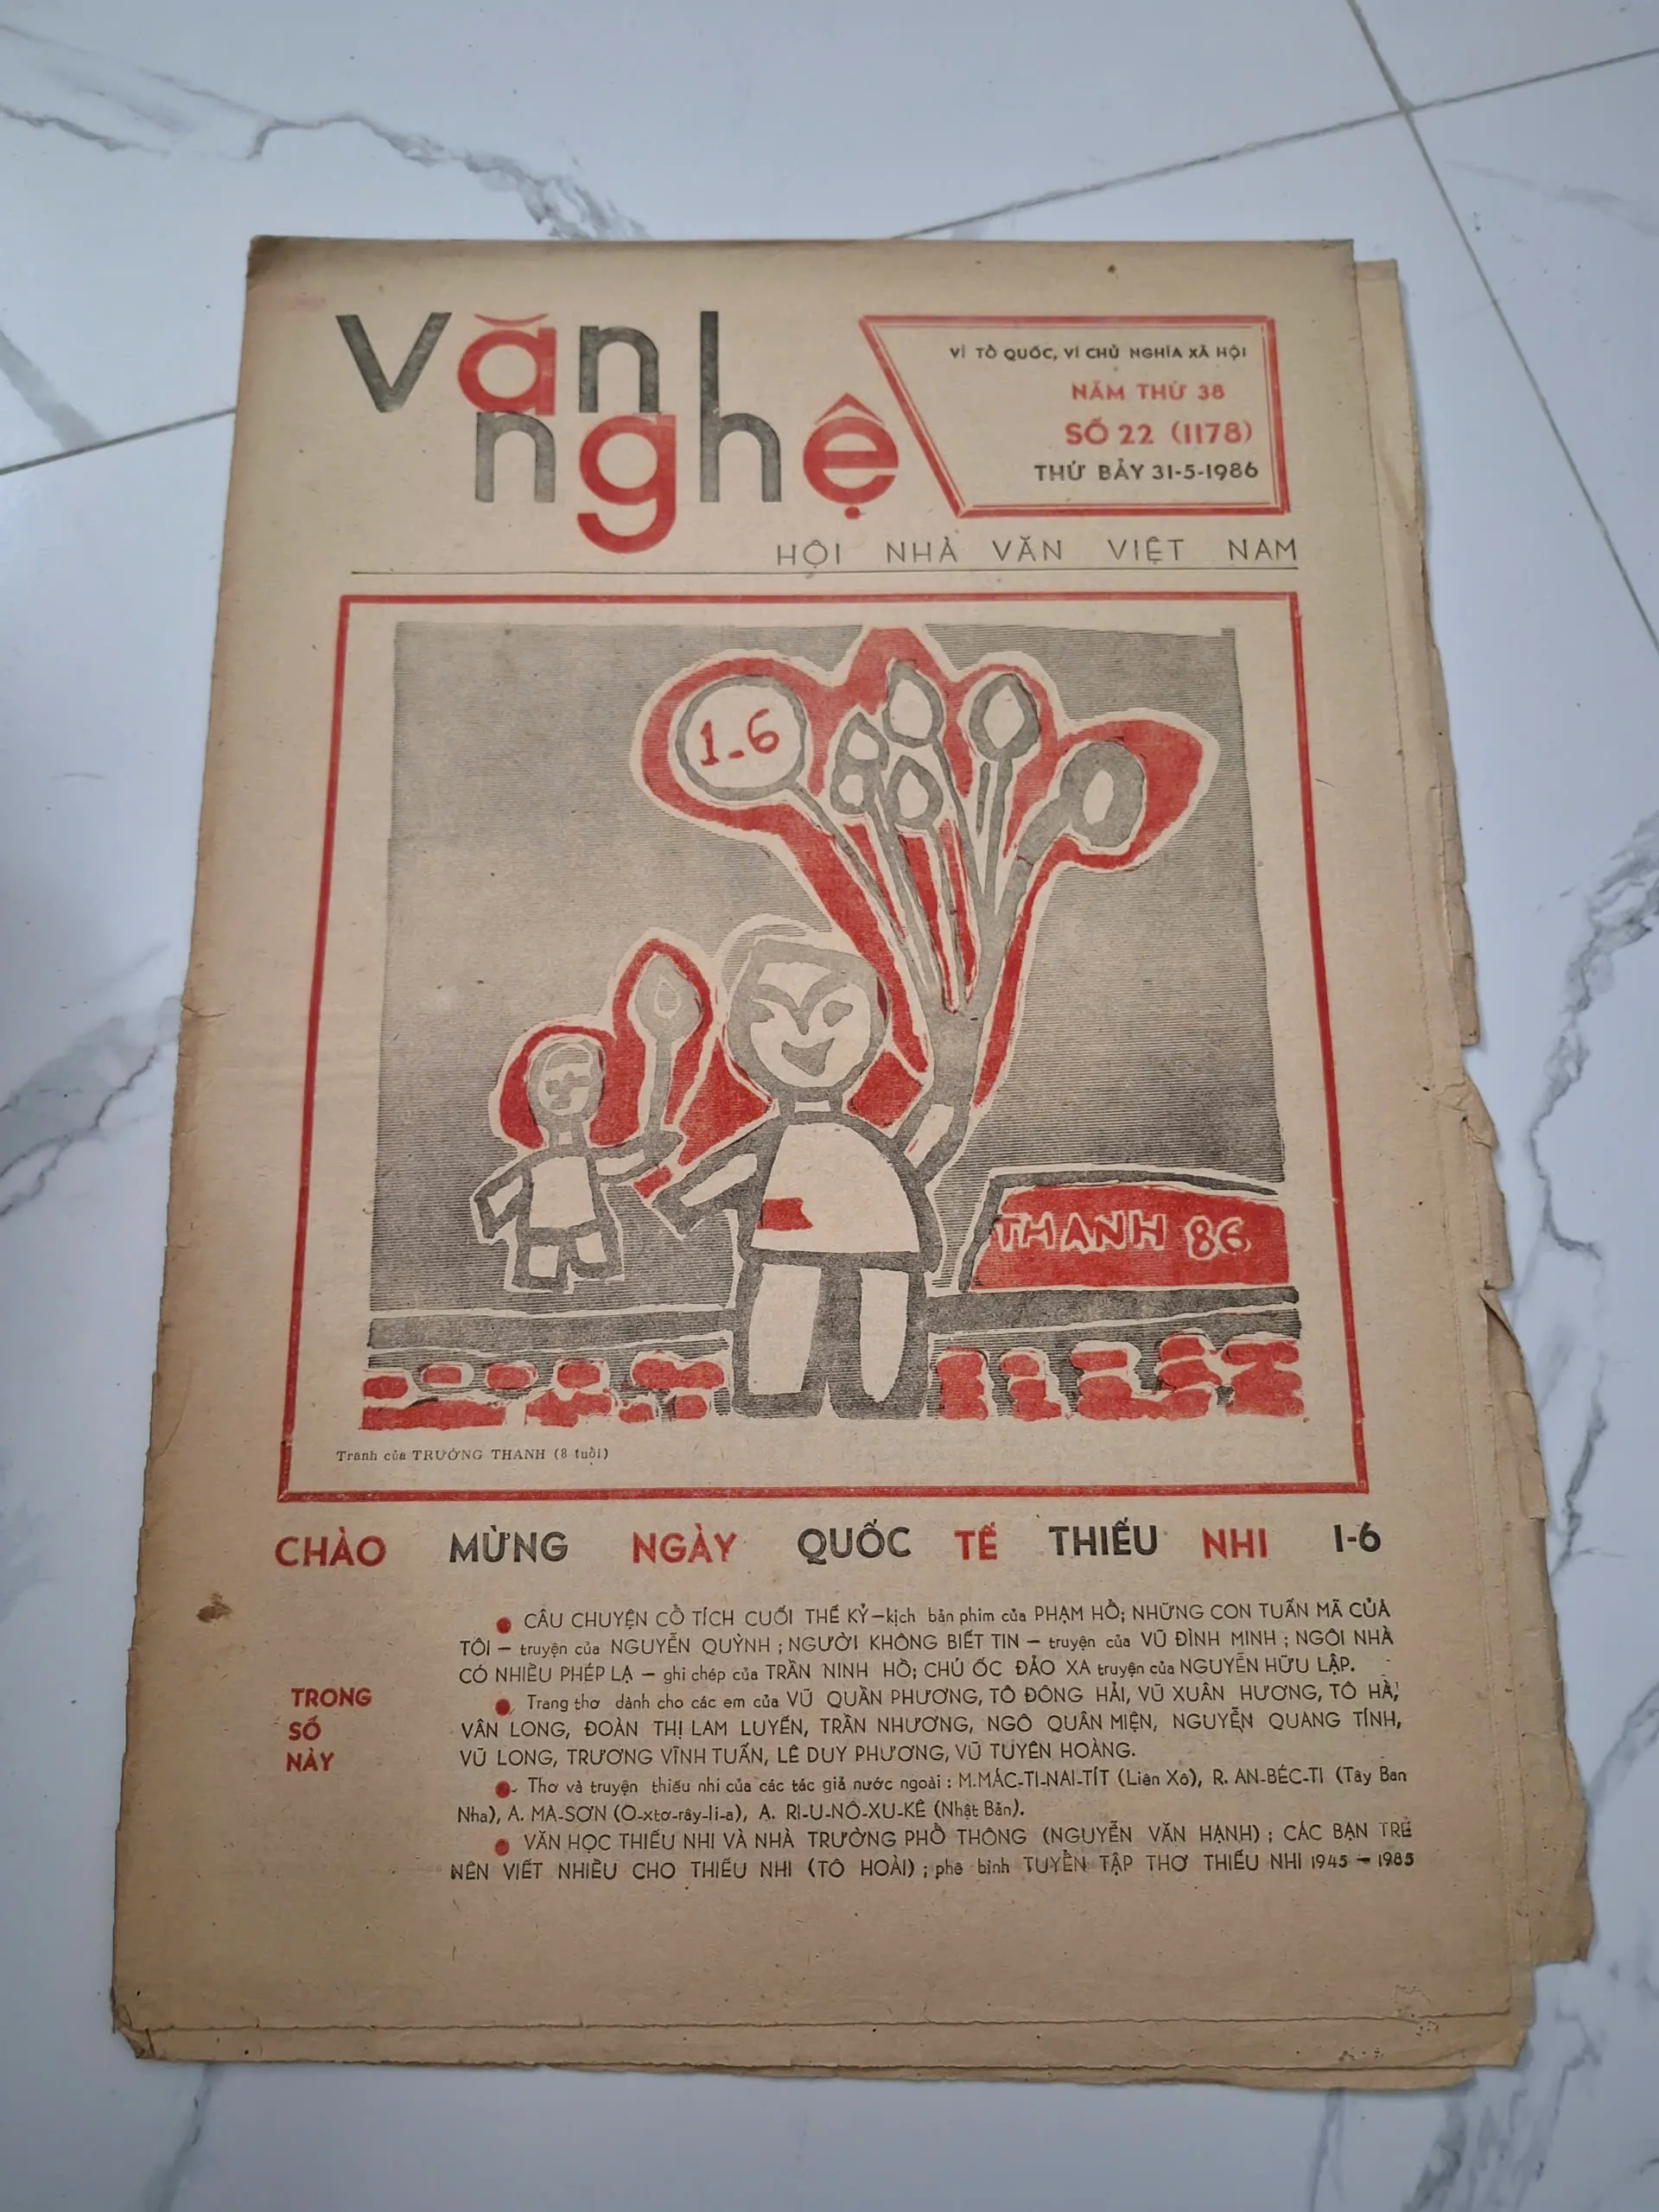 Văn nghệ
VÌ TỔ QUỐC, VÌ CHỦ NGHĨA XÃ HỘI
NĂM THỨ 38
SỐ 22 (1178)
THỨ BẢY 31-5-1986
HỘI NHÀ VĂN VIỆT NAM
1-6
THANH 86
Tranh của TRƯỜNG THANH (8 tuổi)
CHÀO MỪNG NGÀY QUỐC TẾ THIẾU NHI 1-6
TRONG
SỐ
NÀY
● CÂU CHUYỆN CỔ TÍCH CUỐI THẾ KỶ—kịch bản phim của PHẠM HỔ; NHỮNG CON TUẤN MÃ CỦA
TÔI — truyện của NGUYỄN QUỲNH ; NGƯỜI KHÔNG BIẾT TIN — truyện của VŨ ĐÌNH MINH ; NGÔI NHÀ
CÓ NHIỀU PHÉP LẠ — ghi chép của TRẦN NINH HỒ; CHÚ ỐC ĐẢO XA truyện của NGUYỄN HỮU LẬP.
● Trang thơ dành cho các em của VŨ QUẦN PHƯƠNG, TÔ ĐÔNG HẢI, VŨ XUÂN HƯƠNG, TÔ HÀ,
VÂN LONG, ĐOÀN THỊ LAM LUYẾN, TRẦN NHƯƠNG, NGÔ QUÂN MIỆN, NGUYỄN QUANG TÍNH,
VŨ LONG, TRƯƠNG VĨNH TUẤN, LÊ DUY PHƯƠNG, VŨ TUYÊN HOÀNG.
● Thơ và truyện thiếu nhi của các tác giả nước ngoài : M.MÁC-TI-NAI-TÍT (Liên Xô), R. AN-BÉC-TI (Tây Ban
Nha), A. MA-SƠN (O-xtơ-rây-li-a), A. RI-U-NÔ-XU-KÊ (Nhật Bản).
● VĂN HỌC THIẾU NHI VÀ NHÀ TRƯỜNG PHỔ THÔNG (NGUYỄN VĂN HẠNH) ; CÁC BẠN TRẺ
NÊN VIẾT NHIỀU CHO THIẾU NHI (TÔ HOÀI) ; phê bình TUYỂN TẬP THƠ THIẾU NHI 1945 — 1985